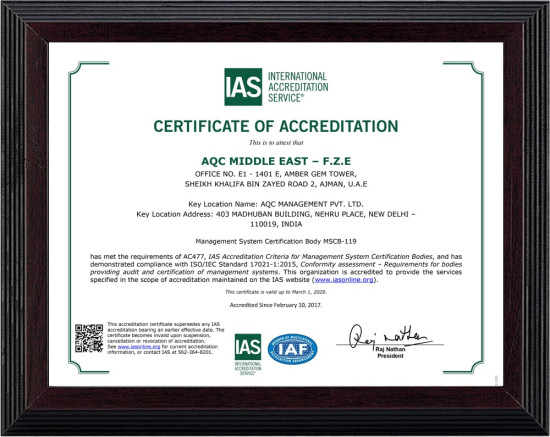 IAS INTERNATIONAL
ACCREDITATION
SERVICE®
CERTIFICATE OF ACCREDITATION
This is to attest that
AQC MIDDLE EAST – F.Z.E
OFFICE NO. E1 - 1401 E, AMBER GEM TOWER,
SHEIKH KHALIFA BIN ZAYED ROAD 2, AJMAN, U.A.E
Key Location Name: AQC MANAGEMENT PVT. LTD.
Key Location Address: 403 MADHUBAN BUILDING, NEHRU PLACE, NEW DELHI –
110019, INDIA
Management System Certification Body MSCB-119
has met the requirements of AC477, IAS Accreditation Criteria for Management System Certification Bodies, and has
demonstrated compliance with ISO/IEC Standard 17021-1:2015, Conformity assessment – Requirements for bodies
providing audit and certification of management systems. This organization is accredited to provide the services
specified in the scope of accreditation maintained on the IAS website (www.iasonline.org).
This certificate is valid up to March 1, 2020.
Accredited Since February 10, 2017.
This accreditation certificate supersedes any IAS
accreditation bearing an earlier effective date. The
certificate becomes invalid upon suspension,
cancellation or revocation of accreditation.
See www.iasonline.org for current accreditation
information, or contact IAS at 562-364-8201.
IAS
INTERNATIONAL
ACCREDITATION
SERVICE®
IAF
Raj Nathan
Raj Nathan
President